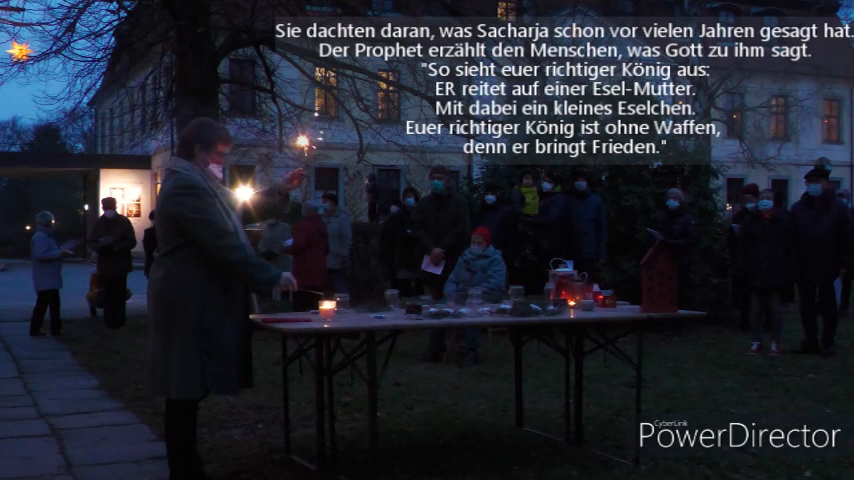 Sie dachten daran, was Sacharja schon vor vielen Jahren gesagt hat.
Der Prophet erzählt den Menschen, was Gott zu ihm sagt.
"So sieht euer richtiger König aus:
ER reitet auf einer Esel-Mutter.
Mit dabei ein kleines Eselchen.
Euer richtiger König ist ohne Waffen,
denn er bringt Frieden."
CyberLink
PowerDirector